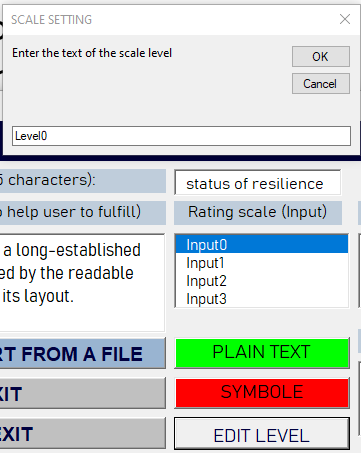 SCALE SETTING
Enter the text of the scale level
OK
Cancel
Level0
5 characters):
status of resilience
o help user to fulfill)
Rating scale (Input)
a long-established
ed by the readable
its layout.
Input0
Input1
Input2
Input3
RT FROM A FILE
PLAIN TEXT
XIT
SYMBOLE
EXIT
EDIT LEVEL